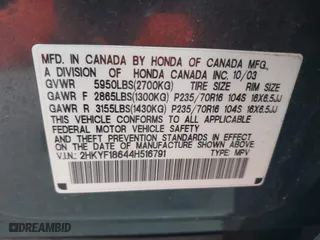 MFD. IN CANADA BY HONDA OF CANADA MFG.,
A DIVISION OF HONDA CANADA INC. 10/03
GVWR 5950LBS(2700KG) TIRE SIZE RIM SIZE
GAWR F 2865LBS(1300KG) P235/70R16 104S 16X6.5JJ
GAWR R 3155LBS(1430KG) P235/70R16 104S 16X6.5JJ
THIS VEHICLE CONFORMS TO ALL APPLICABLE
FEDERAL MOTOR VEHICLE SAFETY STANDARDS IN
EFFECT ON THE DATE OF MANUFACTURE SHOWN ABOVE.
V.I.N.: 2HKYF18644H516791 TYPE: MPV
DREAMBID